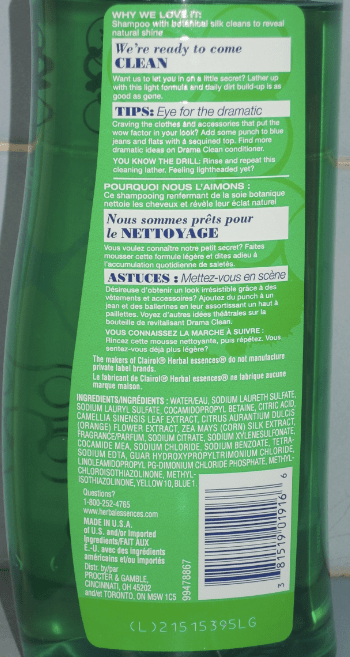 WHY WE LOVE IT:
Shampoo with botanical silk cleans to reveal
natural shine
We're ready to come
CLEAN
Want us to let you in on a little secret? Lather up
with this light formula and daily dirt build-up is as
good as gone.
TIPS: Eye for the dramatic
Craving the clothes and accessories that put the
wow factor in your look? Add some punch to blue
jeans and flats with a sequined top. Find more
dramatic ideas on Drama Clean conditioner.
YOU KNOW THE DRILL: Rinse and repeat this
cleaning lather. Feeling lightheaded yet?
POURQUOI NOUS L'AIMONS :
Ce shampooing renfermant de la soie botanique
nettoie les cheveux et révèle leur éclat naturel
Nous sommes prêts pour
le NETTOYAGE
Vous voulez connaître notre petit secret? Faites
mousser cette formule légère et dites adieu à
l'accumulation quotidienne de saletés.
ASTUCES : Mettez-vous en scène
Désireuse d'obtenir un look irrésistible grâce à des
vêtements et accessoires? Ajoutez du punch à un
jean et des ballerines en leur assortissant un haut à
paillettes. Voyez d'autres idées théâtrales sur la
bouteille de revitalisant Drama Clean.
VOUS CONNAISSEZ LA MARCHE À SUIVRE :
Rincez cette mousse nettoyante, puis répétez. Vous
sentez-vous déjà plus légère?
The makers of Clairol® Herbal essences® do not manufacture
private label brands.
Le fabricant de Clairol® Herbal essences® ne fabrique aucune
marque maison.
INGREDIENTS/INGRÉDIENTS : WATER/EAU, SODIUM LAURETH SULFATE,
SODIUM LAURYL SULFATE, COCAMIDOPROPYL BETAINE, CITRIC ACID,
CAMELLIA SINENSIS LEAF EXTRACT, CITRUS AURANTIUM DULCIS
(ORANGE) FLOWER EXTRACT, ZEA MAYS (CORN) SILK EXTRACT,
FRAGRANCE/PARFUM, SODIUM CITRATE, SODIUM XYLENESULFONATE,
COCAMIDE MEA, SODIUM CHLORIDE, SODIUM BENZOATE, TETRA-
SODIUM EDTA, GUAR HYDROXYPROPYLTRIMONIUM CHLORIDE,
LINOLEAMIDOPROPYL PG-DIMONIUM CHLORIDE PHOSPHATE, METHYL-
CHLOROISOTHIAZOLINONE, METHYL-
ISOTHIAZOLINONE, YELLOW 10, BLUE 1
Questions?
1-800-252-4765
www.herbalessences.com
MADE IN U.S.A.
of U.S. and/or Imported
Ingredients/FAIT AUX
É.-U. avec des ingrédients
américains et/ou importés
Distr. by/par
PROCTER & GAMBLE,
CINCINNATI, OH 45202
and/et TORONTO, ON M5W 1C5
99478867
3 81519 01916 6
(L)21515395LG